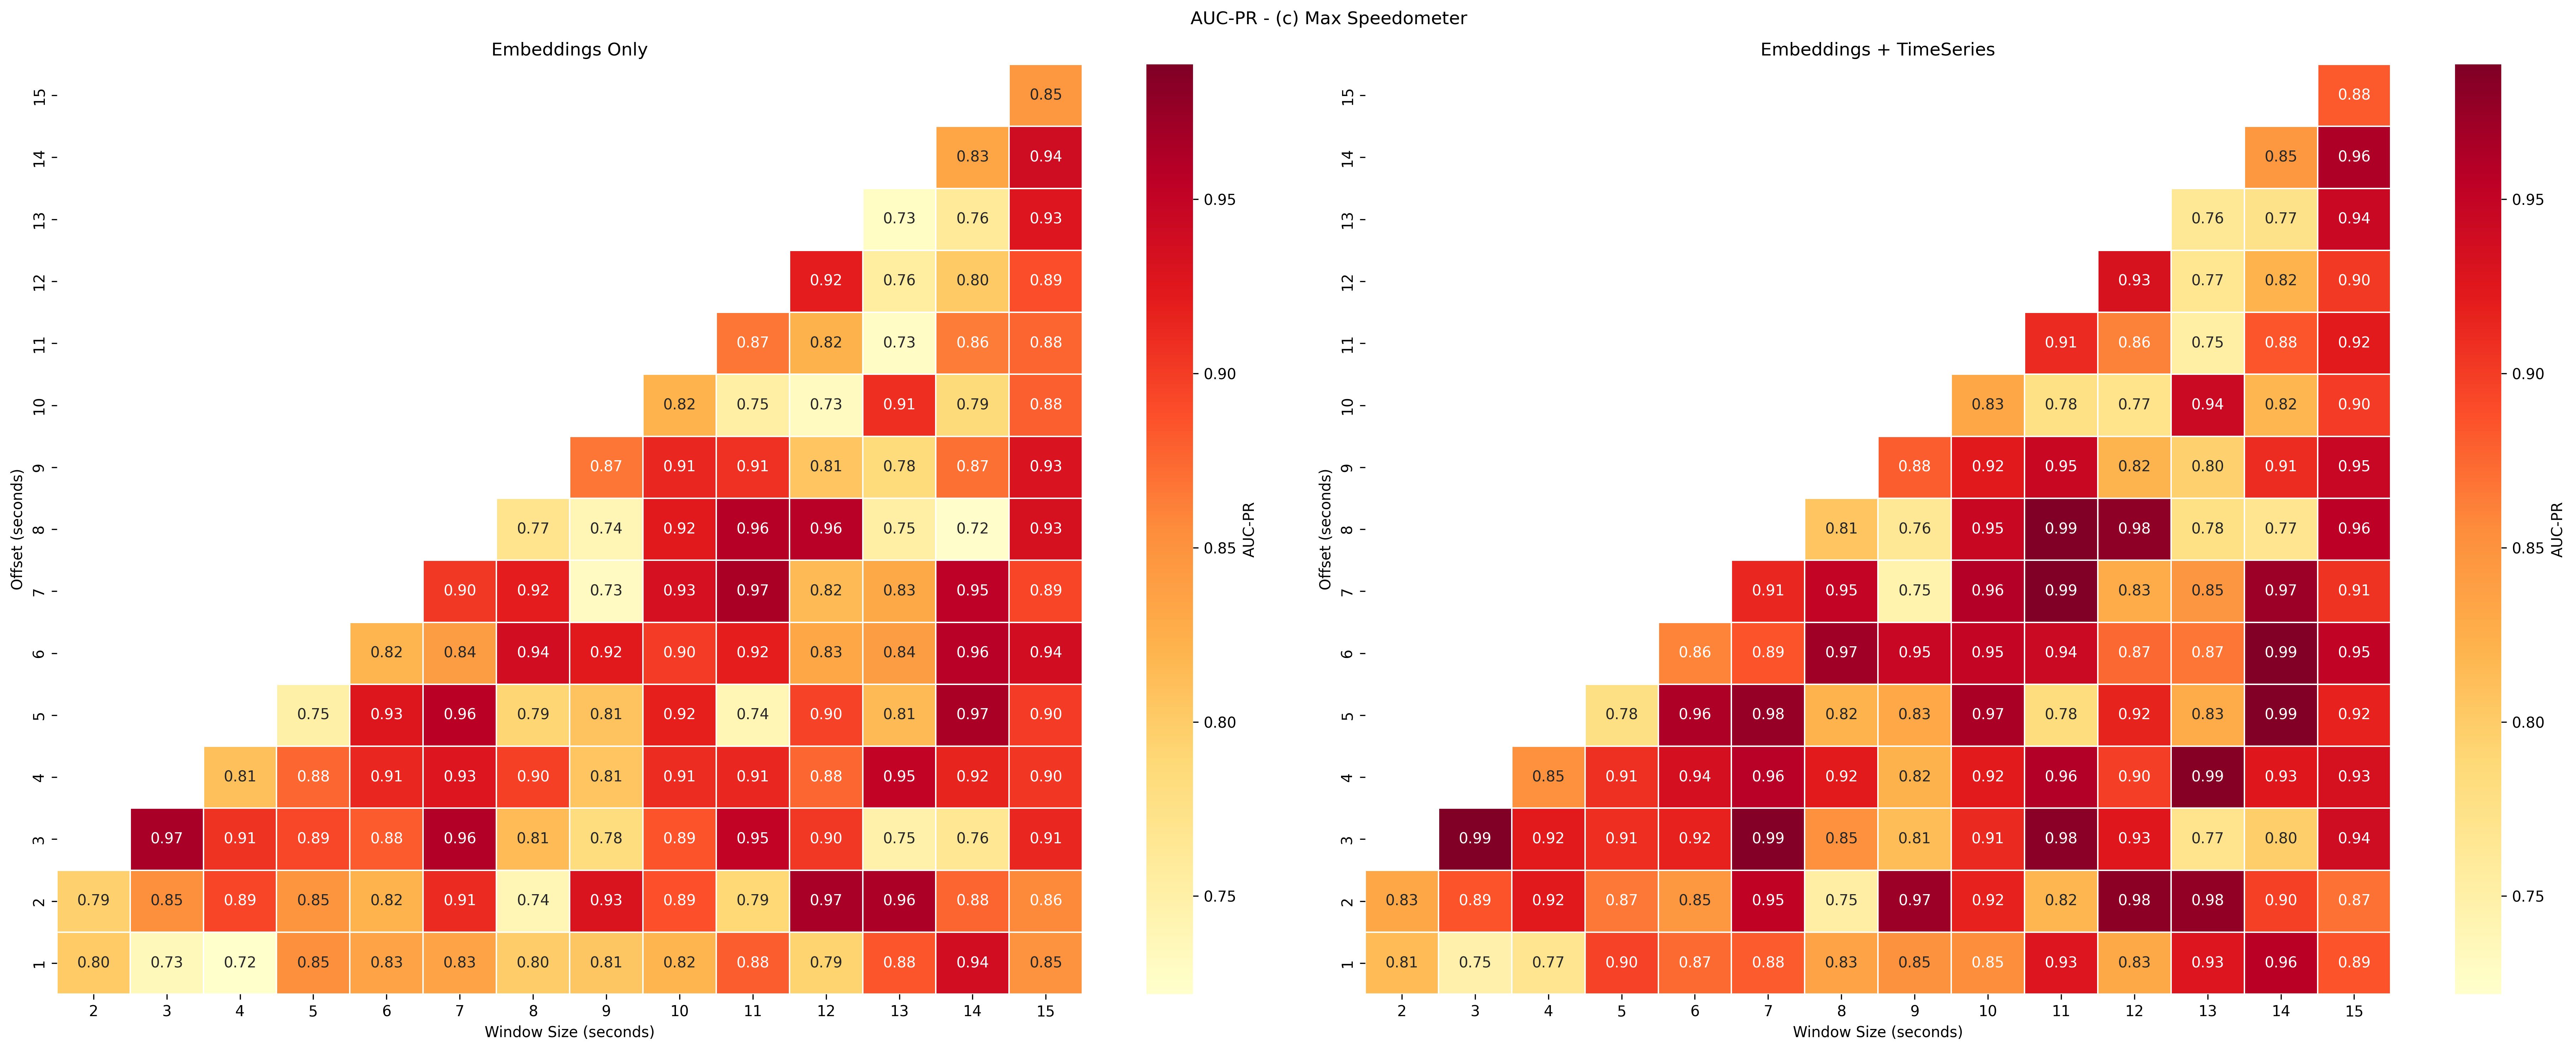 AUC-PR - (c) Max Speedometer
Embeddings Only
15 0.85
14 0.83 0.94
13 0.73 0.76 0.93
12 0.92 0.76 0.80 0.89
11 0.87 0.82 0.73 0.86 0.88
10 0.82 0.75 0.73 0.91 0.79 0.88
9 0.87 0.91 0.91 0.81 0.78 0.87 0.93
8 0.77 0.74 0.92 0.96 0.96 0.75 0.72 0.93
7 0.90 0.92 0.73 0.93 0.97 0.82 0.83 0.95 0.89
6 0.82 0.84 0.94 0.92 0.90 0.92 0.83 0.84 0.96 0.94
5 0.75 0.93 0.96 0.79 0.81 0.92 0.74 0.90 0.81 0.97 0.90
4 0.81 0.88 0.91 0.93 0.90 0.81 0.91 0.91 0.88 0.95 0.92 0.90
3 0.97 0.91 0.89 0.88 0.96 0.81 0.78 0.89 0.95 0.90 0.75 0.76 0.91
2 0.79 0.85 0.89 0.85 0.82 0.91 0.74 0.93 0.89 0.79 0.97 0.96 0.88 0.86
1 0.80 0.73 0.72 0.85 0.83 0.83 0.80 0.81 0.82 0.88 0.79 0.88 0.94 0.85
2 3 4 5 6 7 8 9 10 11 12 13 14 15
Window Size (seconds)
Offset (seconds)
0.95
0.90
0.85
0.80
0.75
AUC-PR
Embeddings + TimeSeries
15 0.88
14 0.85 0.96
13 0.76 0.77 0.94
12 0.93 0.77 0.82 0.90
11 0.91 0.86 0.75 0.88 0.92
10 0.83 0.78 0.77 0.94 0.82 0.90
9 0.88 0.92 0.95 0.82 0.80 0.91 0.95
8 0.81 0.76 0.95 0.99 0.98 0.78 0.77 0.96
7 0.91 0.95 0.75 0.96 0.99 0.83 0.85 0.97 0.91
6 0.86 0.89 0.97 0.95 0.95 0.94 0.87 0.87 0.99 0.95
5 0.78 0.96 0.98 0.82 0.83 0.97 0.78 0.92 0.83 0.99 0.92
4 0.85 0.91 0.94 0.96 0.92 0.82 0.92 0.96 0.90 0.99 0.93 0.93
3 0.99 0.92 0.91 0.92 0.99 0.85 0.81 0.91 0.98 0.93 0.77 0.80 0.94
2 0.83 0.89 0.92 0.87 0.85 0.95 0.75 0.97 0.92 0.82 0.98 0.98 0.90 0.87
1 0.81 0.75 0.77 0.90 0.87 0.88 0.83 0.85 0.85 0.93 0.83 0.93 0.96 0.89
2 3 4 5 6 7 8 9 10 11 12 13 14 15
Window Size (seconds)
Offset (seconds)
0.95
0.90
0.85
0.80
0.75
AUC-PR